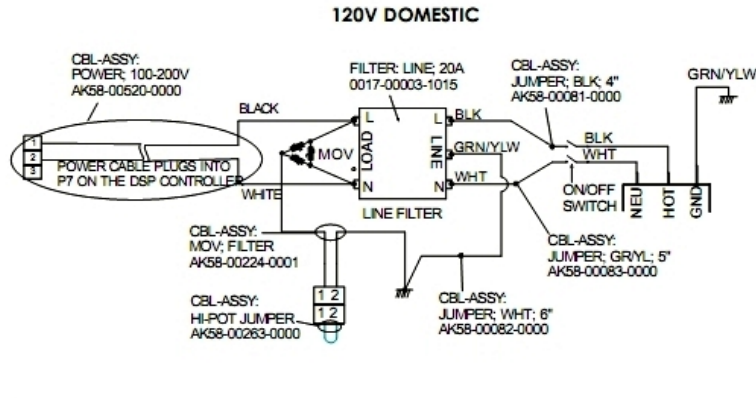 120V DOMESTIC
CBL-ASSY:
POWER; 100-200V
AK58-00520-0000
FILTER: LINE; 20A
0017-00003-1015
CBL-ASSY:
JUMPER; BLK; 4"
AK58-00081-0000
GRN/YLW
BLACK
L
LOAD
L
LINE
BLK
BLK
1
2
3
POWER CABLE PLUGS INTO
P7 ON THE DSP CONTROLLER
MOV
GRN/YLW
WHT
WHITE
N
N
WHT
LINE FILTER
ON/OFF
SWITCH
NEU
HOT
GND
CBL-ASSY:
MOV; FILTER
AK58-00224-0001
CBL-ASSY:
JUMPER; GR/YL; 5"
AK58-00083-0000
1 2
1 2
CBL-ASSY:
HI-POT JUMPER
AK58-00263-0000
CBL-ASSY:
JUMPER; WHT; 6"
AK58-00082-0000